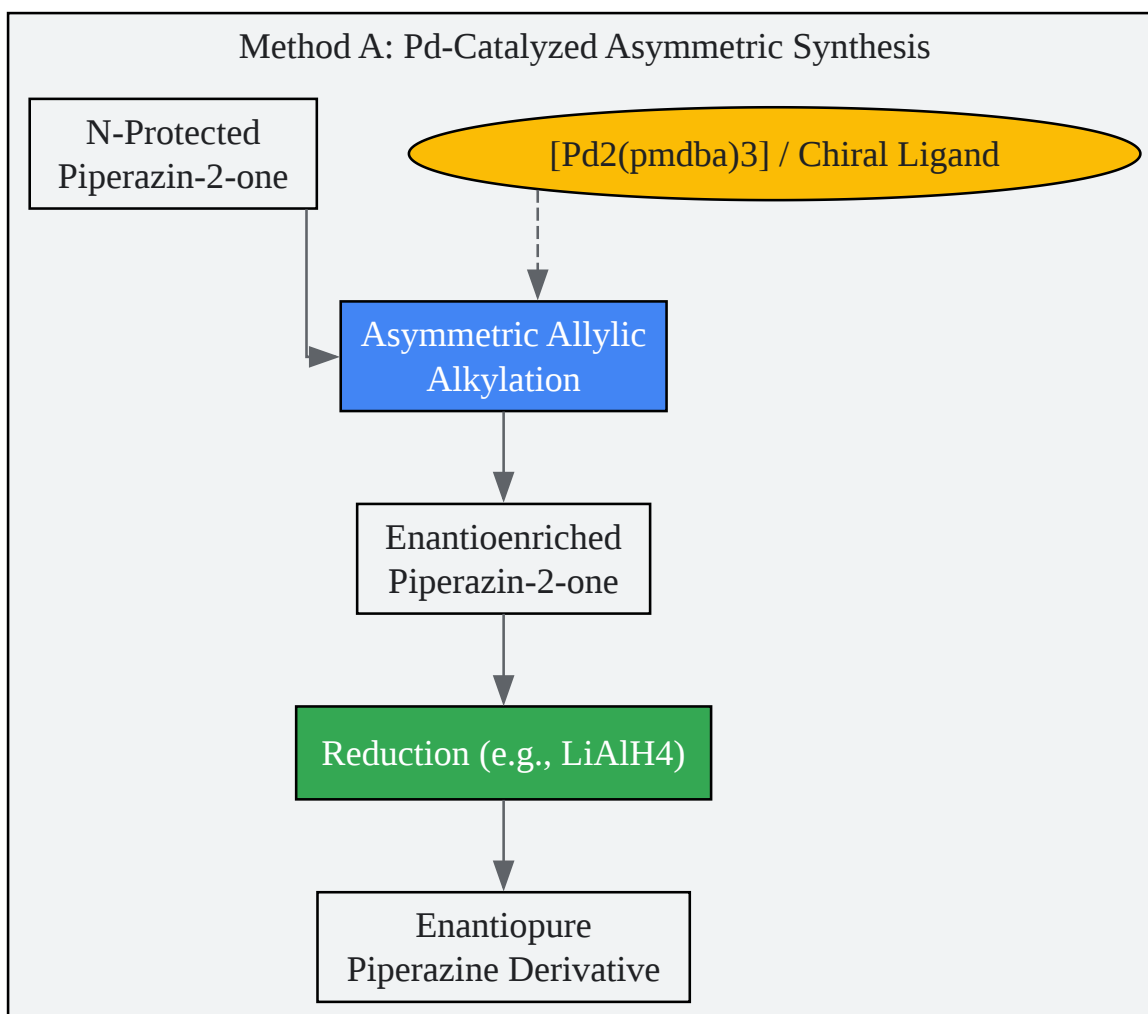 Method A: Pd-Catalyzed Asymmetric Synthesis
N-Protected
Piperazin-2-one
[Pd2(pmdba)3] / Chiral Ligand
Asymmetric Allylic
Alkylation
Enantioenriched
Piperazin-2-one
Reduction (e.g., LiAlH4)
Enantiopure
Piperazine Derivative